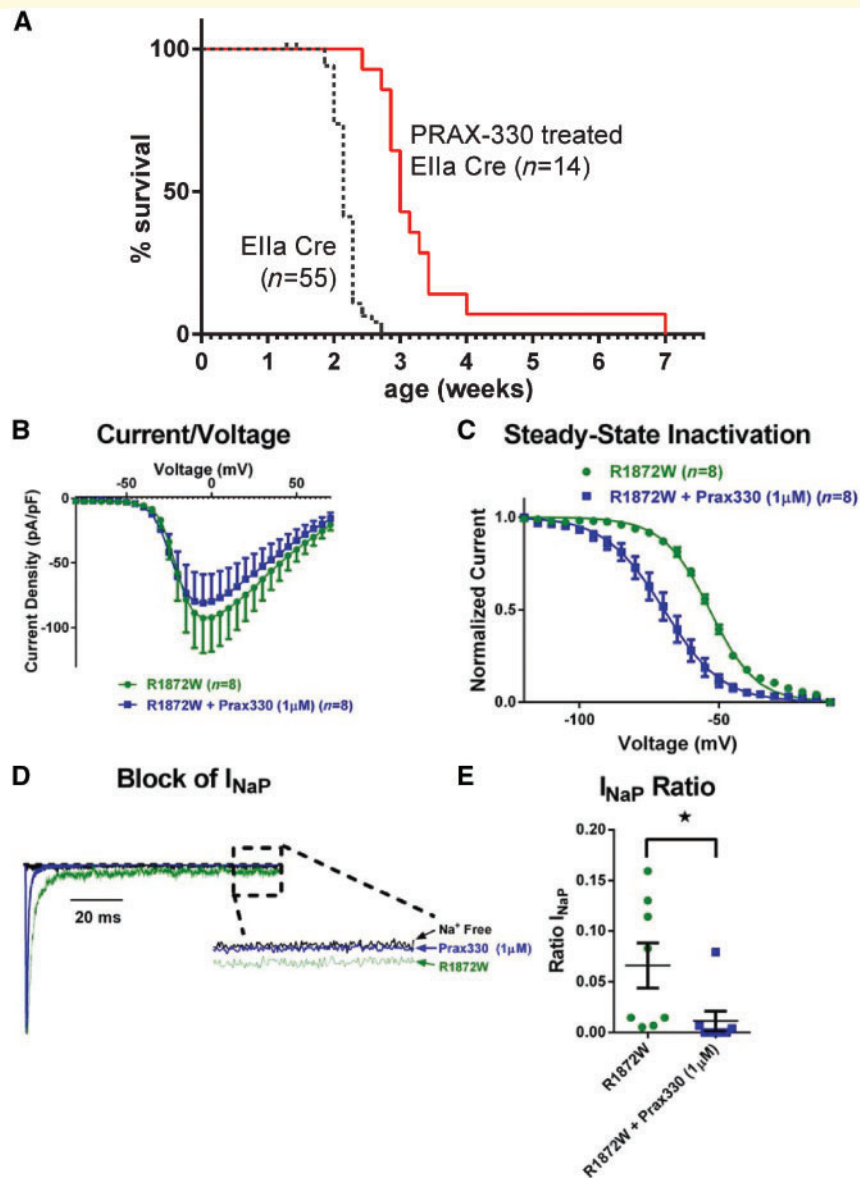 A
100
50
0
% survival
PRAX-330 treated
EIIa Cre (n=14)
EIIa Cre
(n=55)
0 1 2 3 4 5 6 7
age (weeks)
B
Current/Voltage
Voltage (mV)
-50 0 50
0
-50
-100
Current Density (pA/pF)
R1872W (n=8)
R1872W + Prax330 (1μM) (n=8)
C
Steady-State Inactivation
R1872W (n=8)
R1872W + Prax330 (1μM) (n=8)
1.0
0.5
0.0
Normalized Current
-100 -50
Voltage (mV)
D
Block of INaP
20 ms
Na+ Free
Prax330 (1μM)
R1872W
E
INaP Ratio
★
0.20
0.15
0.10
0.05
0.00
Ratio INaP
R1872W
R1872W + Prax330 (1μM)